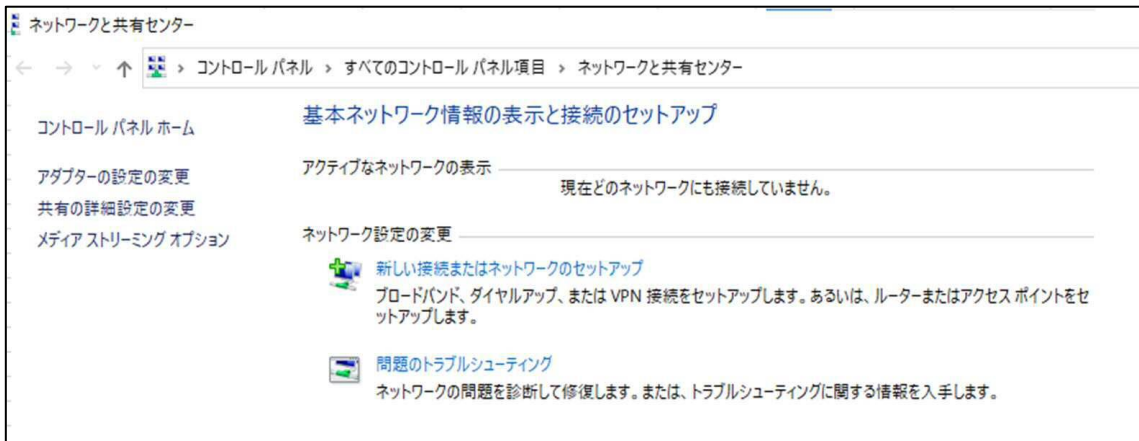 ネットワークと共有センター
コントロール パネル › すべてのコントロール パネル項目 › ネットワークと共有センター
コントロール パネル ホーム
アダプターの設定の変更
共有の詳細設定の変更
メディア ストリーミング オプション
基本ネットワーク情報の表示と接続のセットアップ
アクティブなネットワークの表示
現在どのネットワークにも接続していません。
ネットワーク設定の変更
新しい接続またはネットワークのセットアップ
ブロードバンド、ダイヤルアップ、または VPN 接続をセットアップします。あるいは、ルーターまたはアクセス ポイントをセ
ットアップします。
問題のトラブルシューティング
ネットワークの問題を診断して修復します。または、トラブルシューティングに関する情報を入手します。